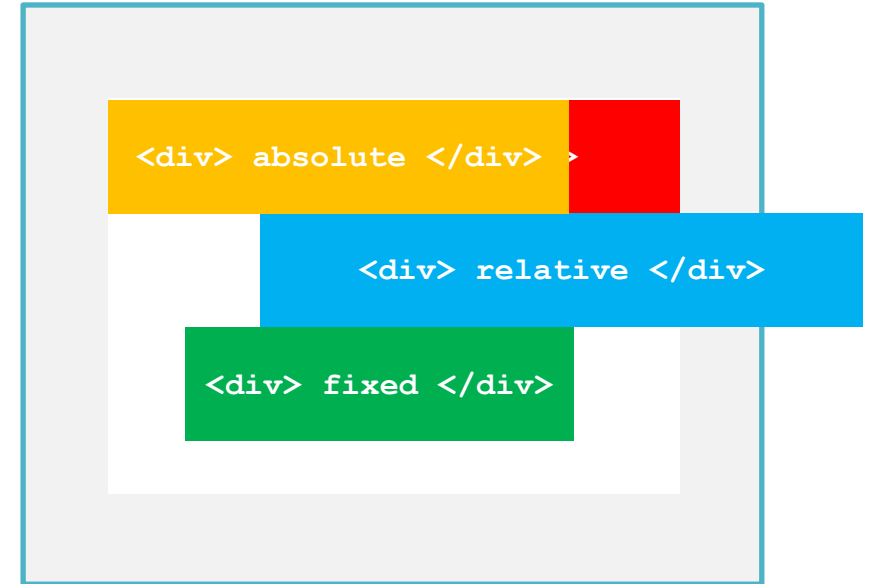 <div> absolute </div> >
<div> relative </div>
<div> fixed </div>